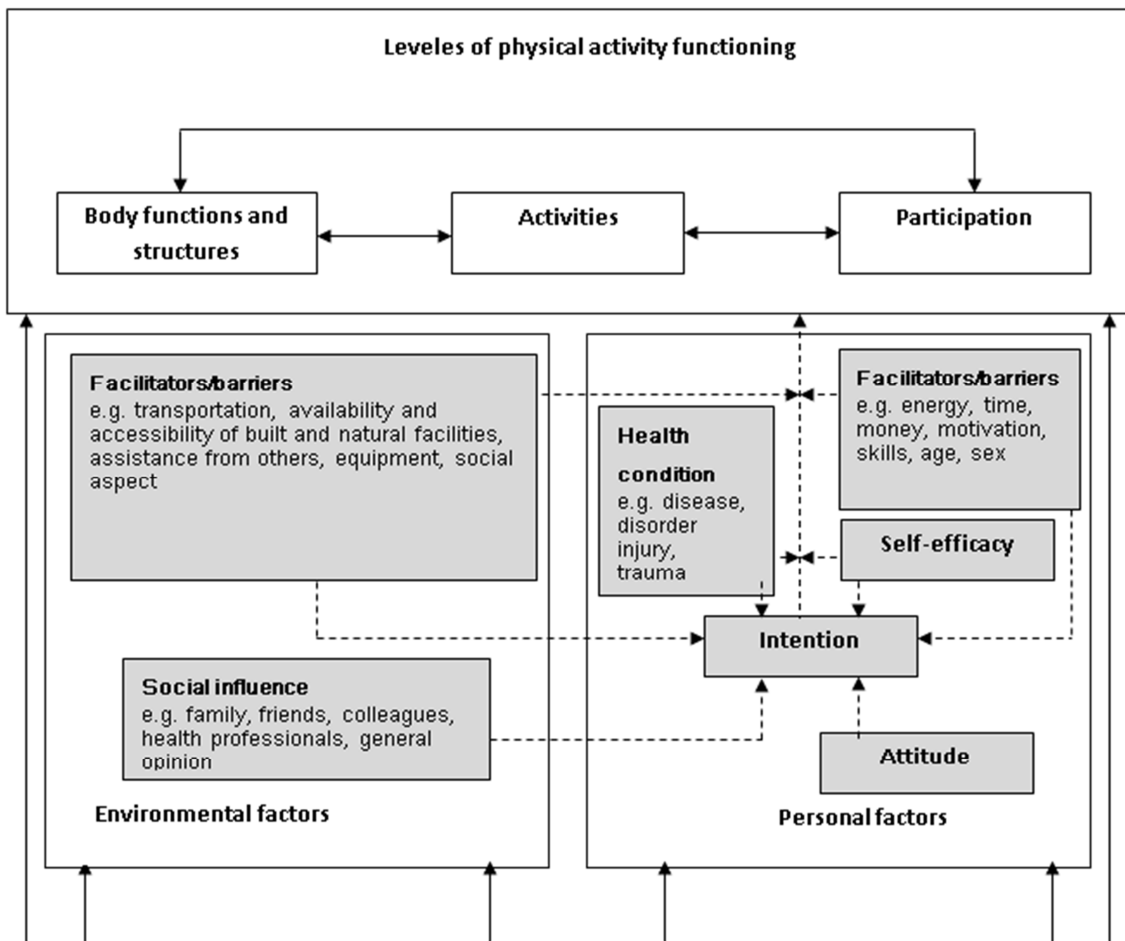 Leveles of physical activity functioning
Body functions and
structures
Activities
Participation
Facilitators/barriers
e.g. transportation, availability and
accessibility of built and natural facilities,
assistance from others, equipment, social
aspect
Social influence
e.g. family, friends, colleagues,
health professionals, general
opinion
Environmental factors
Health
condition
e.g. disease,
disorder
injury,
trauma
Facilitators/barriers
e.g. energy, time,
money, motivation,
skills, age, sex
Self-efficacy
Intention
Attitude
Personal factors